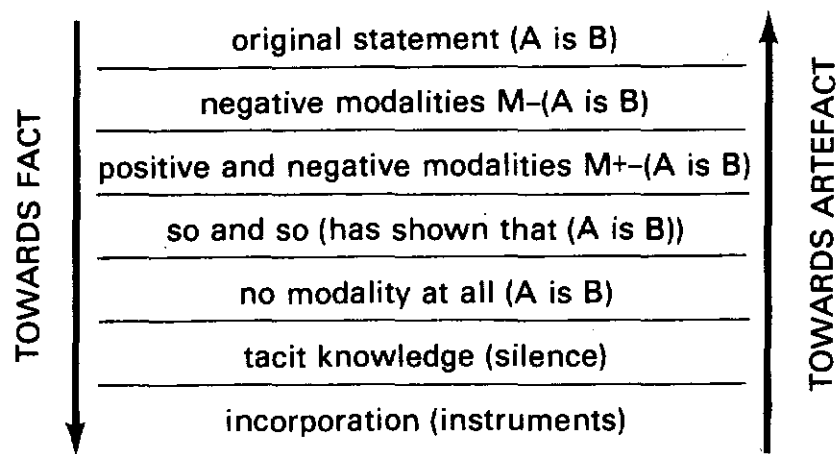 TOWARDS FACT
original statement (A is B)
negative modalities M–(A is B)
positive and negative modalities M+–(A is B)
so and so (has shown that (A is B))
no modality at all (A is B)
tacit knowledge (silence)
incorporation (instruments)
TOWARDS ARTEFACT